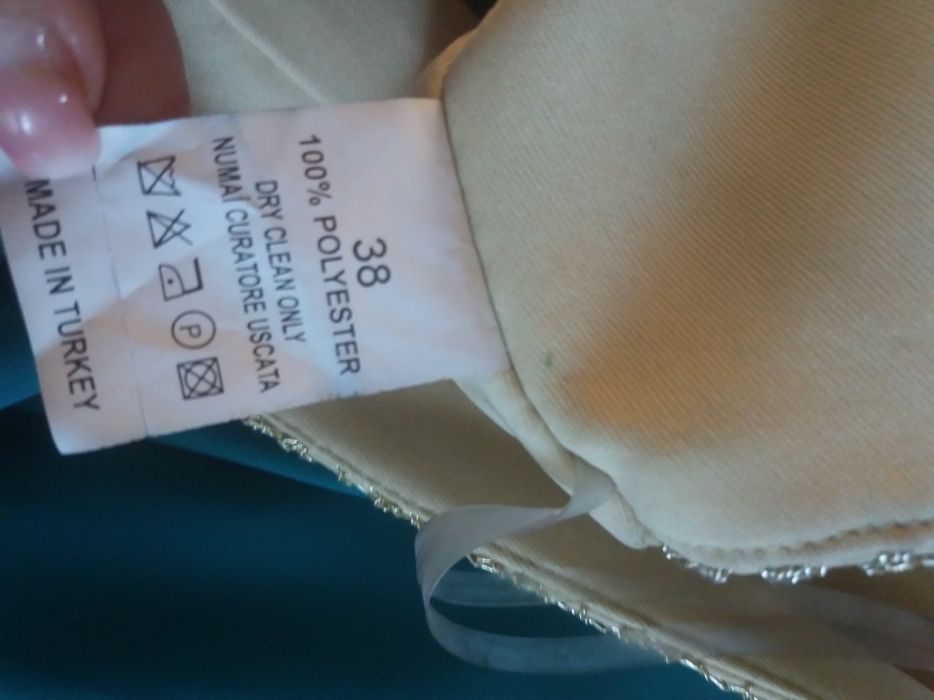 38
100% POLYESTER
DRY CLEAN ONLY
NUMAI CURATORE USCATA
P
MADE IN TURKEY